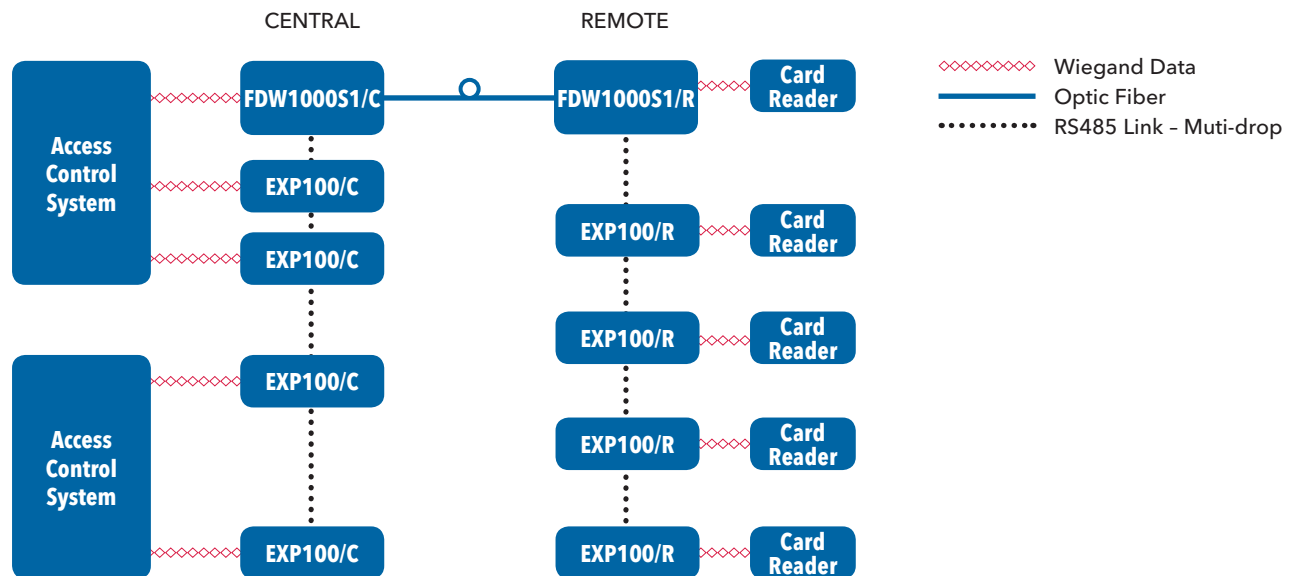 CENTRAL
REMOTE
Access
Control
System
FDW1000S1/C
FDW1000S1/R
Card
Reader
EXP100/C
EXP100/R
Card
Reader
EXP100/C
EXP100/R
Card
Reader
Access
Control
System
EXP100/C
EXP100/R
Card
Reader
EXP100/C
EXP100/R
Card
Reader
Wiegand Data
Optic Fiber
RS485 Link – Muti-drop